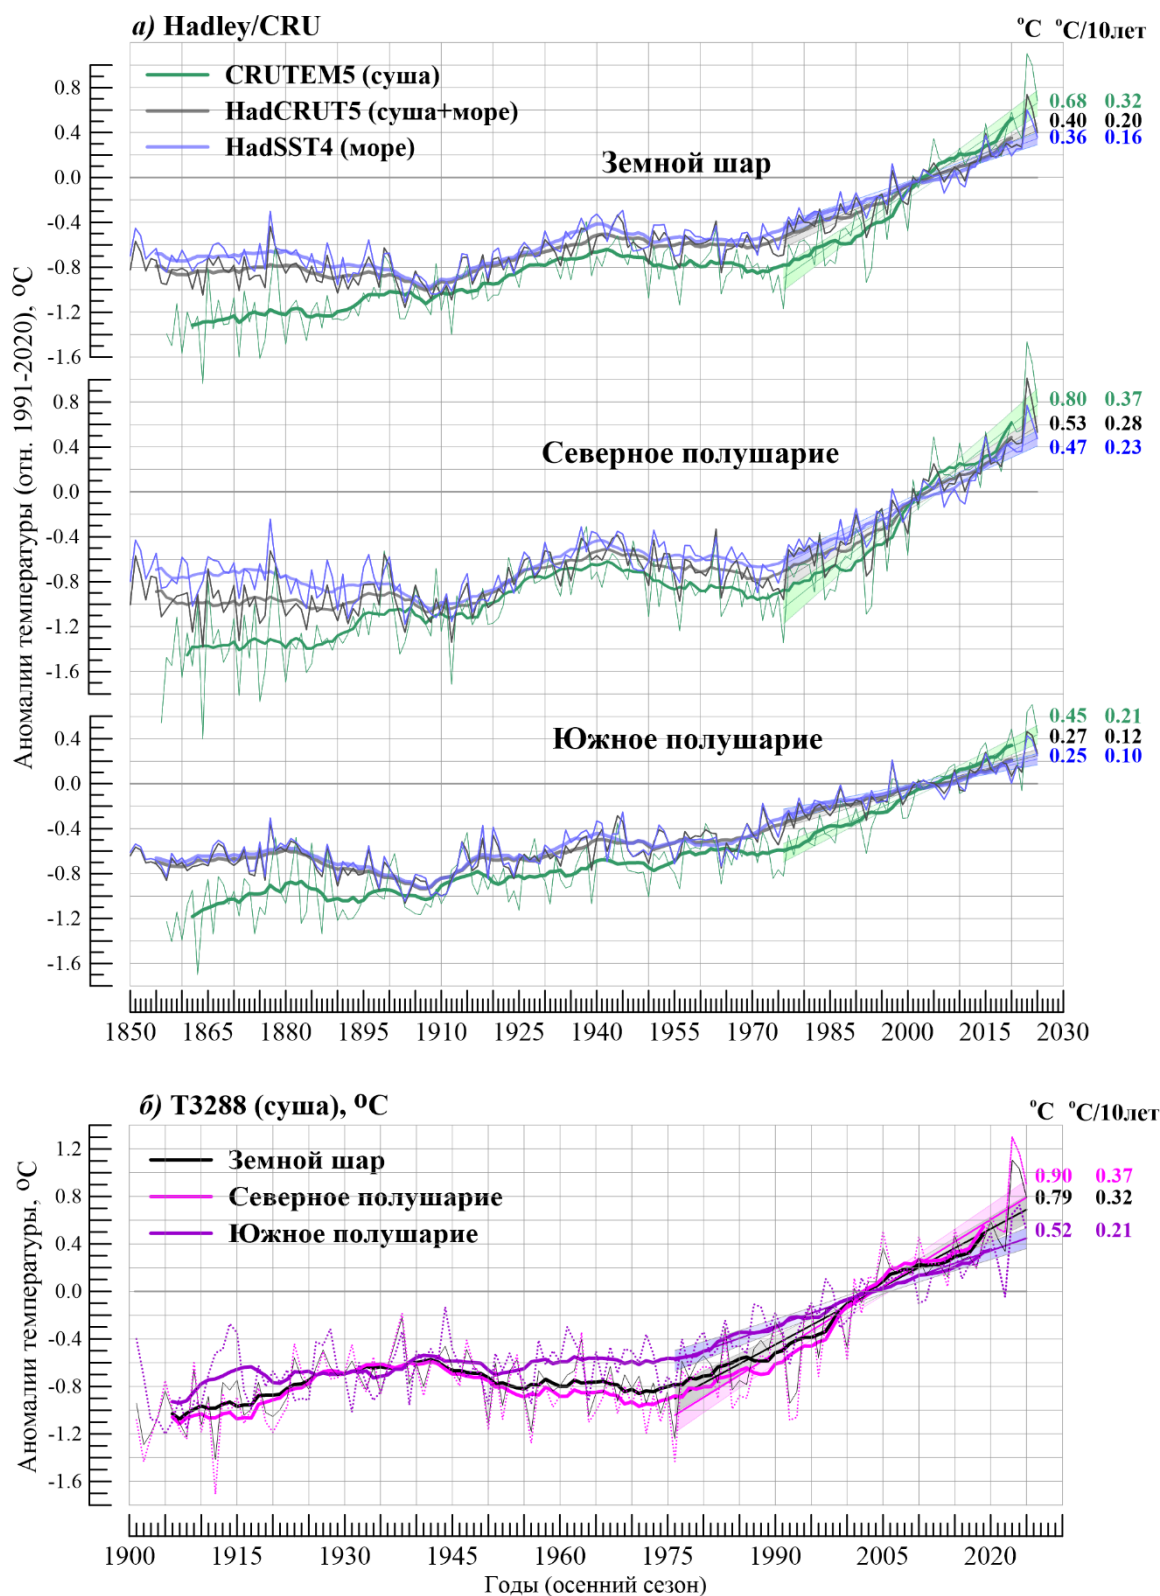 а) Hadley/CRU
°C °C/10лет
CRUTEM5 (суша)
HadCRUT5 (суша+море)
HadSST4 (море)
Земной шар
0.68 0.32
0.40 0.20
0.36 0.16
0.8
0.4
0.0
-0.4
-0.8
-1.2
-1.6
Северное полушарие
0.80 0.37
0.53 0.28
0.47 0.23
0.8
0.4
0.0
-0.4
-0.8
-1.2
-1.6
Южное полушарие
0.45 0.21
0.27 0.12
0.25 0.10
0.4
0.0
-0.4
-0.8
-1.2
-1.6
Аномалии температуры (отн. 1991-2020), °C
1850 1865 1880 1895 1910 1925 1940 1955 1970 1985 2000 2015 2030
б) Т3288 (суша), °C
°C °C/10лет
Земной шар
Северное полушарие
Южное полушарие
0.90 0.37
0.79 0.32
0.52 0.21
1.2
0.8
0.4
0.0
-0.4
-0.8
-1.2
-1.6
Аномалии температуры, °C
1900 1915 1930 1945 1960 1975 1990 2005 2020
Годы (осенний сезон)